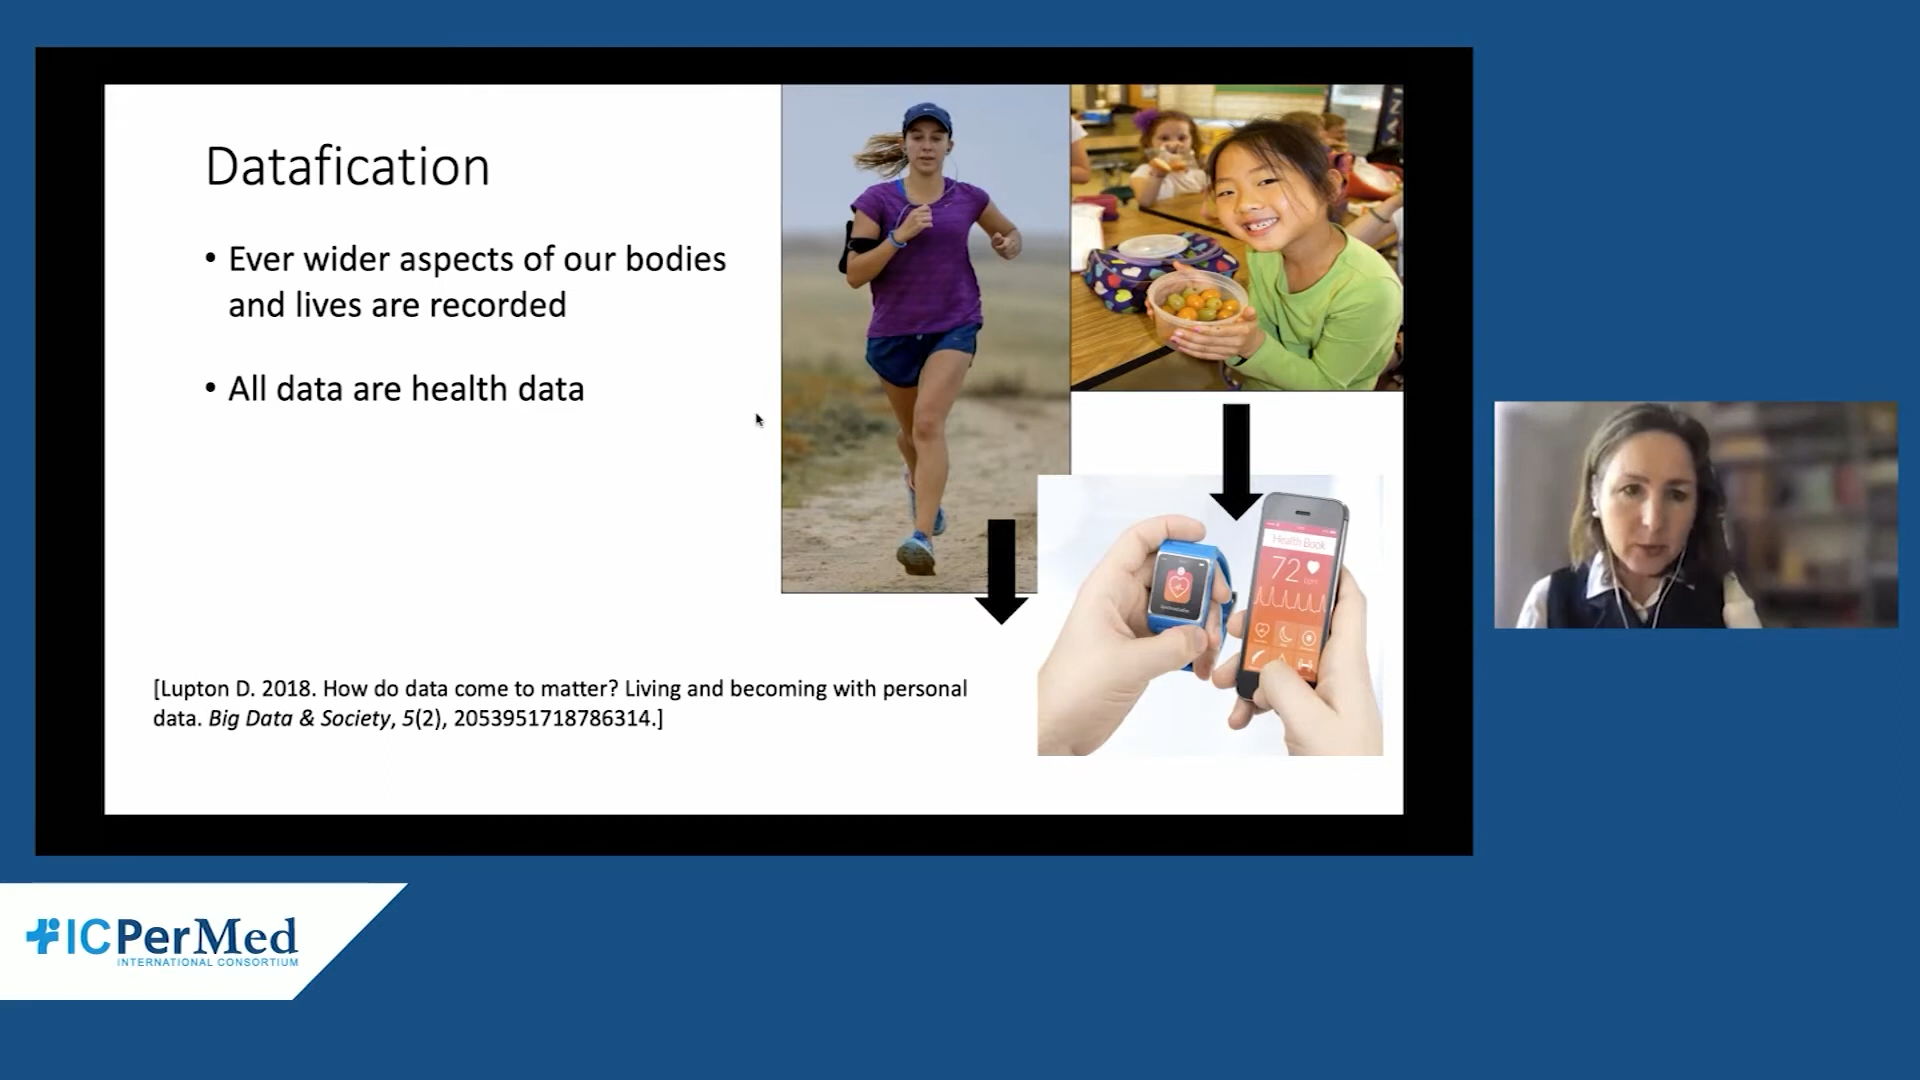 Datafication
• Ever wider aspects of our bodies
and lives are recorded
• All data are health data
[Lupton D. 2018. How do data come to matter? Living and becoming with personal
data. Big Data & Society, 5(2), 2053951718786314.]
Health Book
72
ICPerMed
INTERNATIONAL CONSORTIUM